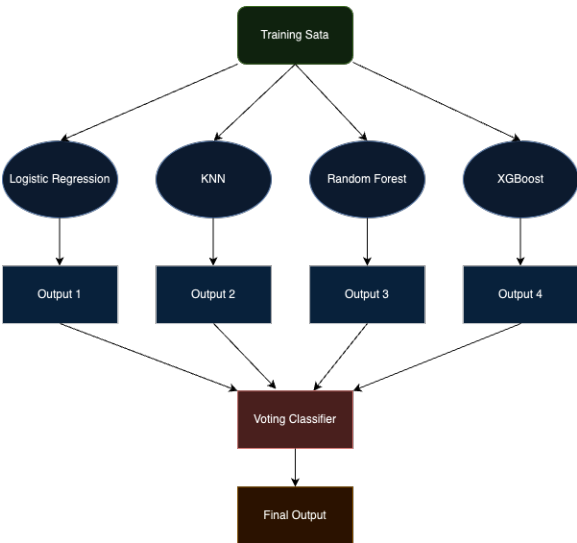 Training Sata
Logistic Regression
KNN
Random Forest
XGBoost
Output 1
Output 2
Output 3
Output 4
Voting Classifier
Final Output